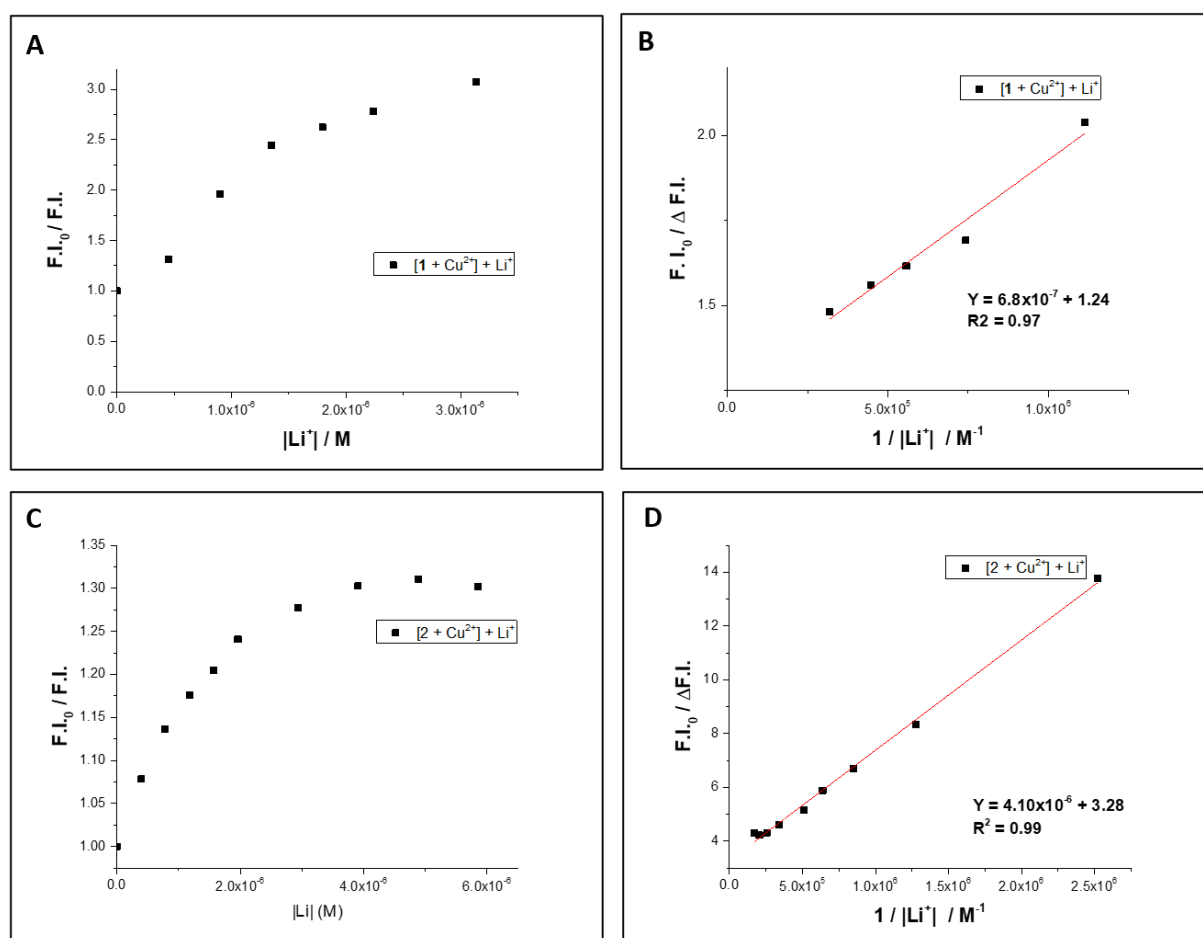 A
F.I.₀ / F.I.
3.0
2.5
2.0
1.5
1.0
0.5
0.0
[1 + Cu²⁺] + Li⁺
0.0
1.0x10⁻⁶
2.0x10⁻⁶
3.0x10⁻⁶
|Li⁺| / M
B
F. I.₀ / Δ F.I.
2.0
1.5
[1 + Cu²⁺] + Li⁺
Y = 6.8x10⁻⁷ + 1.24
R2 = 0.97
0.0
5.0x10⁵
1.0x10⁶
1 / |Li⁺| / M⁻¹
C
F.I.₀ / F.I.
1.35
1.30
1.25
1.20
1.15
1.10
1.05
1.00
[2 + Cu²⁺] + Li⁺
0.0
2.0x10⁻⁶
4.0x10⁻⁶
6.0x10⁻⁶
|Li| (M)
D
F.I.₀ / ΔF.I.
14
12
10
8
6
4
[2 + Cu²⁺] + Li⁺
Y = 4.10x10⁻⁶ + 3.28
R² = 0.99
0.0
5.0x10⁵
1.0x10⁶
1.5x10⁶
2.0x10⁶
2.5x10⁶
1 / |Li⁺| / M⁻¹